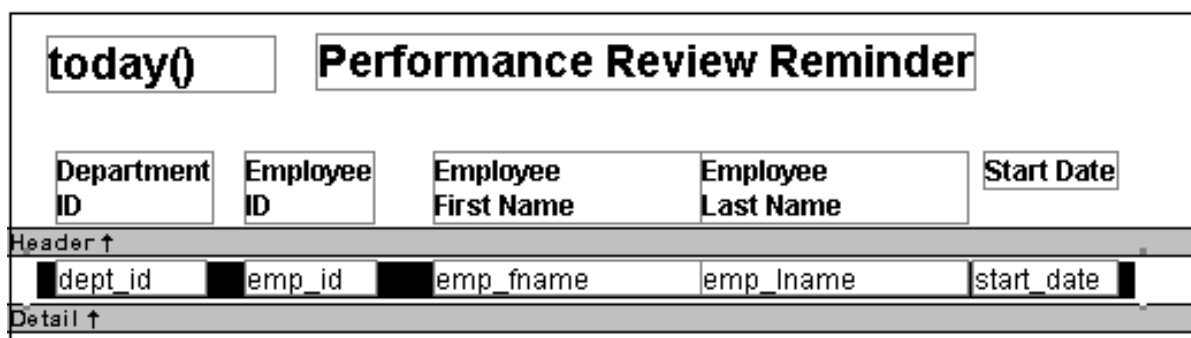 today() Performance Review Reminder
Department Employee Employee Employee Start Date
ID ID First Name Last Name
Header ↑
dept_id emp_id emp_fname emp_lname start_date
Detail ↑